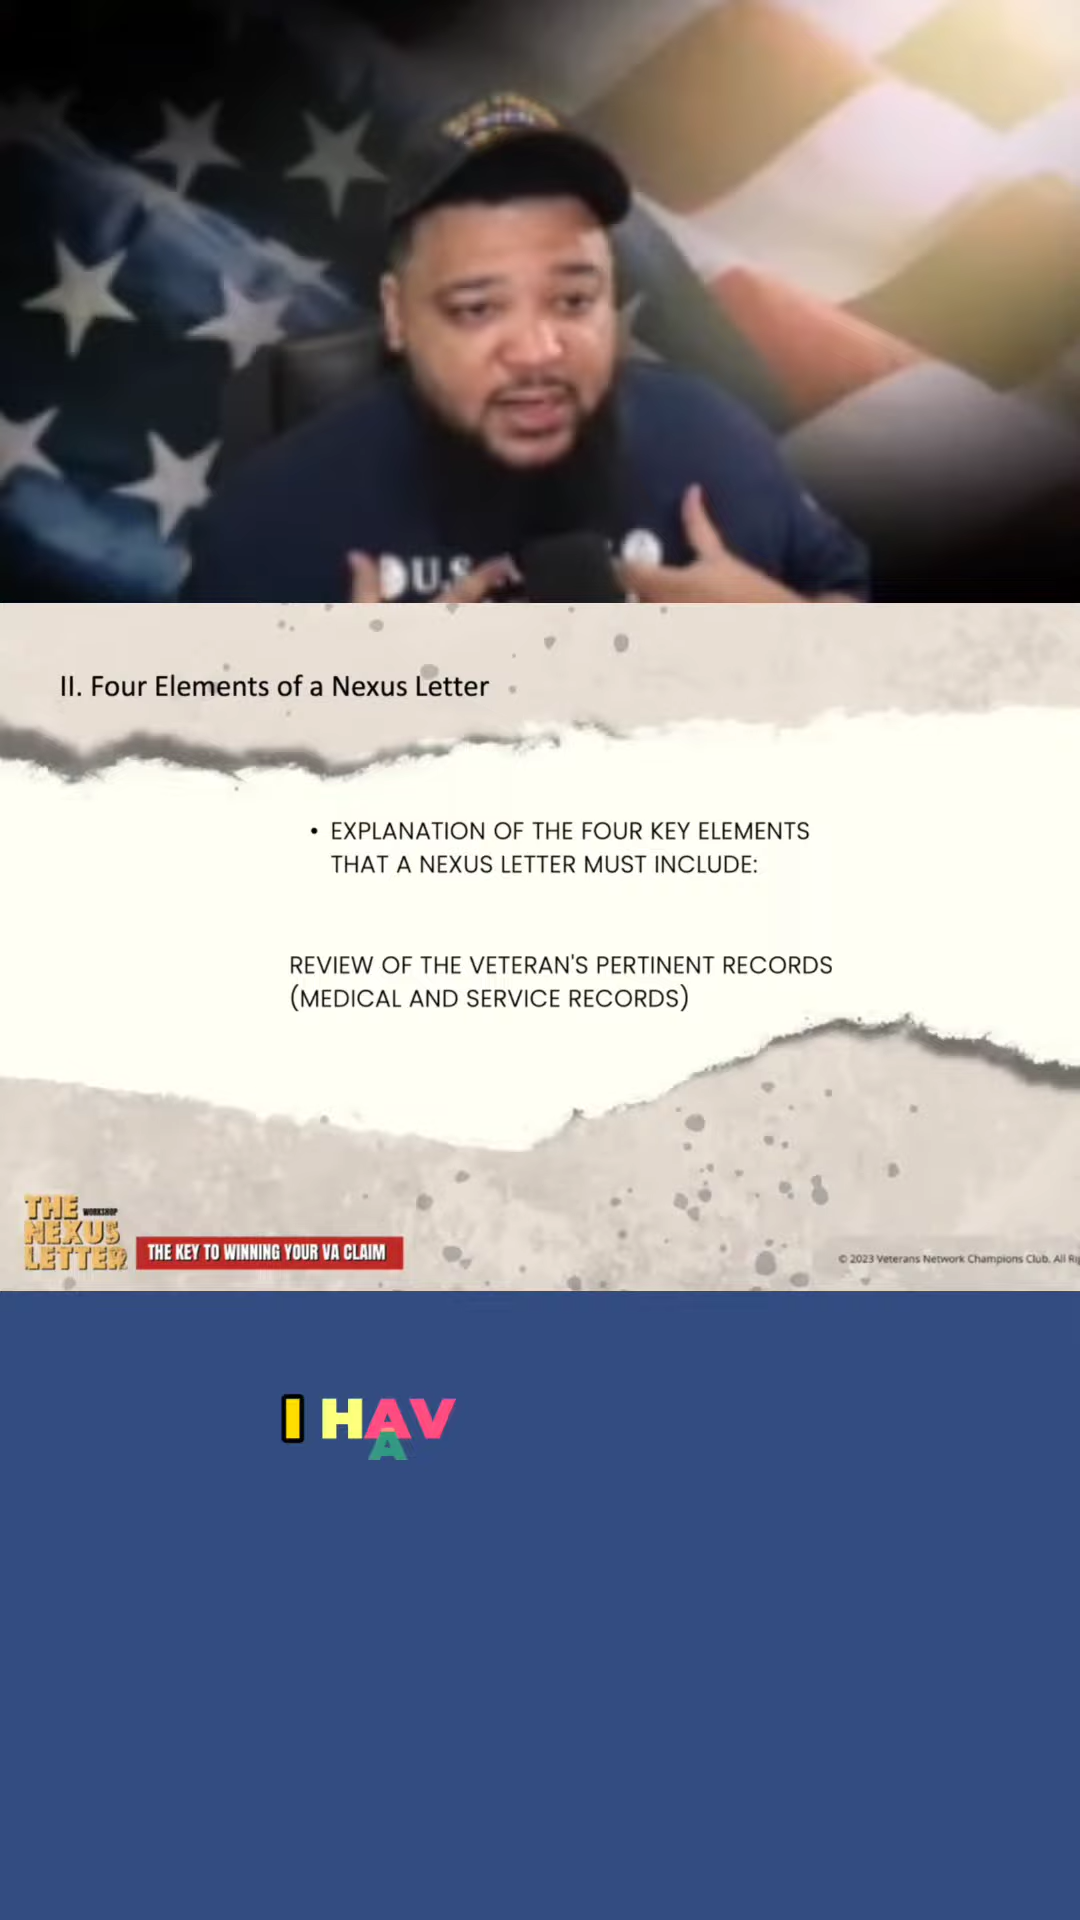 U.S
II. Four Elements of a Nexus Letter
• EXPLANATION OF THE FOUR KEY ELEMENTS
THAT A NEXUS LETTER MUST INCLUDE:
REVIEW OF THE VETERAN'S PERTINENT RECORDS
(MEDICAL AND SERVICE RECORDS)
THE WORKSHOP
NEXUS
LETTER
THE KEY TO WINNING YOUR VA CLAIM
© 2023 Veterans Network Champions Club. All
I HAV